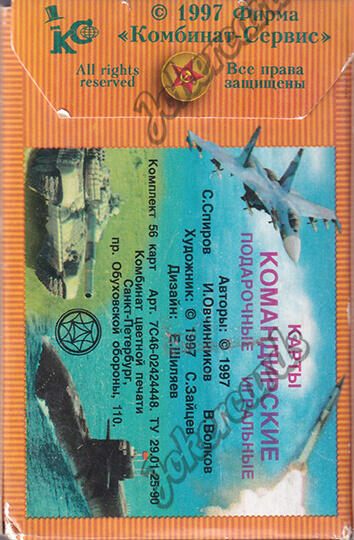 © 1997 Фирма
«Комбинат-Сервис»
КС
All rights
reserved
Все права
защищены
КАРТЫ
КОМАНДИРСКИЕ
ПОДАРОЧНЫЕ ИГРАЛЬНЫЕ
Авторы: © 1997
С.Спиров И.Овчинников В.Волков
Художник: © 1997 С.Зайцев
Дизайн: Е.Шиляев
Комплект 56 карт Арт. 7С46-02424448. ТУ 29.01-25-90
Комбинат цветной печати
Санкт-Петербург,
пр. Обуховской обороны, 110.